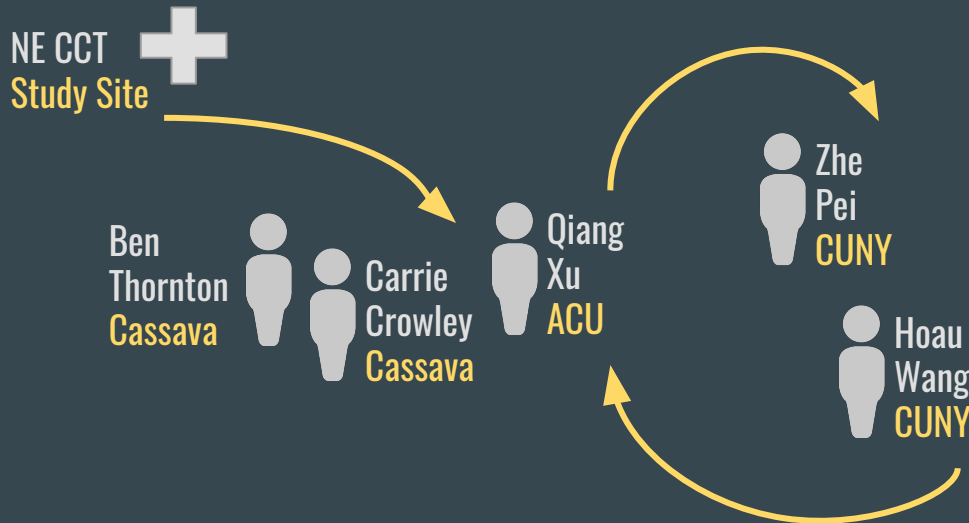 NE CCT
Study Site
Ben
Thornton
Cassava
Carrie
Crowley
Cassava
Qiang
Xu
ACU
Zhe
Pei
CUNY
Hoau
Wang
CUNY